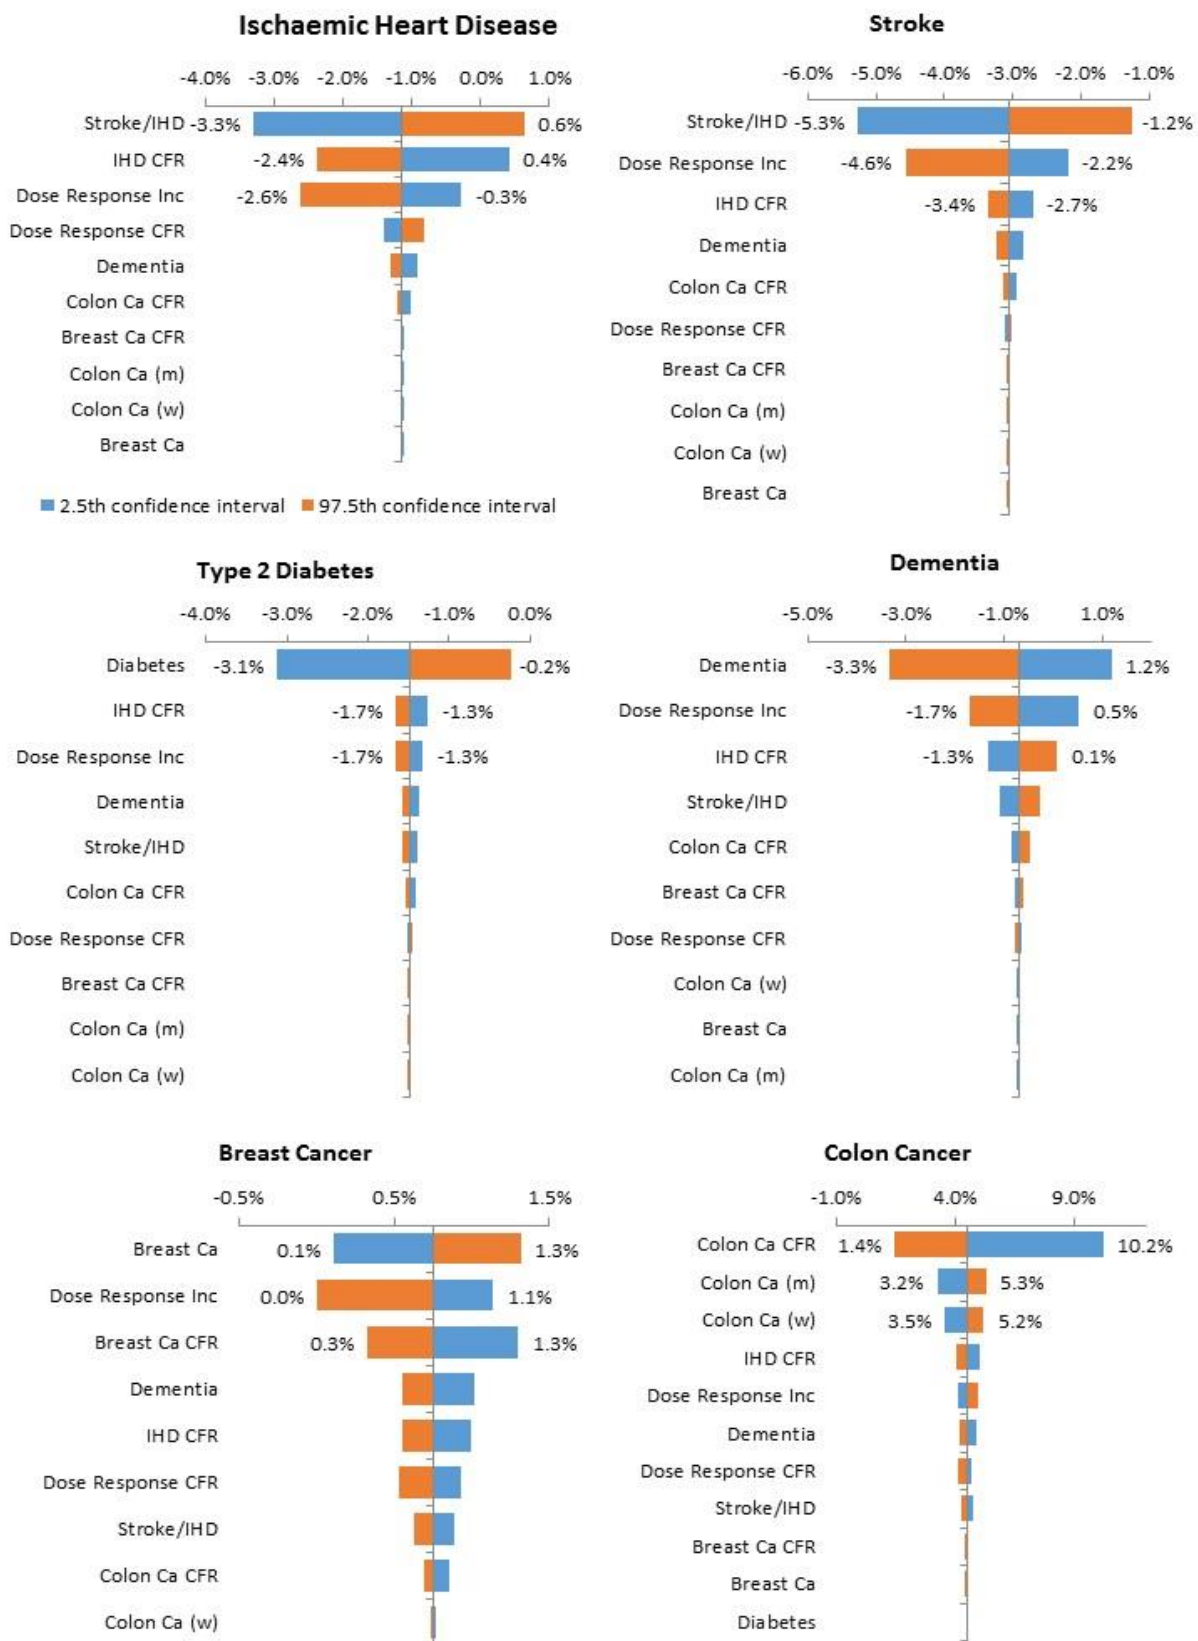 Ischaemic Heart Disease
-4.0% -3.0% -2.0% -1.0% 0.0% 1.0%
Stroke/IHD -3.3% 0.6%
IHD CFR -2.4% 0.4%
Dose Response Inc -2.6% -0.3%
Dose Response CFR
Dementia
Colon Ca CFR
Breast Ca CFR
Colon Ca (m)
Colon Ca (w)
Breast Ca
2.5th confidence interval 97.5th confidence interval
Stroke
-6.0% -5.0% -4.0% -3.0% -2.0% -1.0%
Stroke/IHD -5.3% -1.2%
Dose Response Inc -4.6% -2.2%
IHD CFR -3.4% -2.7%
Dementia
Colon Ca CFR
Dose Response CFR
Breast Ca CFR
Colon Ca (m)
Colon Ca (w)
Breast Ca
Type 2 Diabetes
-4.0% -3.0% -2.0% -1.0% 0.0%
Diabetes -3.1% -0.2%
IHD CFR -1.7% -1.3%
Dose Response Inc -1.7% -1.3%
Dementia
Stroke/IHD
Colon Ca CFR
Dose Response CFR
Breast Ca CFR
Colon Ca (m)
Colon Ca (w)
Dementia
-5.0% -3.0% -1.0% 1.0%
Dementia -3.3% 1.2%
Dose Response Inc -1.7% 0.5%
IHD CFR -1.3% 0.1%
Stroke/IHD
Colon Ca CFR
Breast Ca CFR
Dose Response CFR
Colon Ca (w)
Breast Ca
Colon Ca (m)
Breast Cancer
-0.5% 0.5% 1.5%
Breast Ca 0.1% 1.3%
Dose Response Inc 0.0% 1.1%
Breast Ca CFR 0.3% 1.3%
Dementia
IHD CFR
Dose Response CFR
Stroke/IHD
Colon Ca CFR
Colon Ca (w)
Colon Cancer
-1.0% 4.0% 9.0%
Colon Ca CFR 1.4% 10.2%
Colon Ca (m) 3.2% 5.3%
Colon Ca (w) 3.5% 5.2%
IHD CFR
Dose Response Inc
Dementia
Dose Response CFR
Stroke/IHD
Breast Ca CFR
Breast Ca
Diabetes